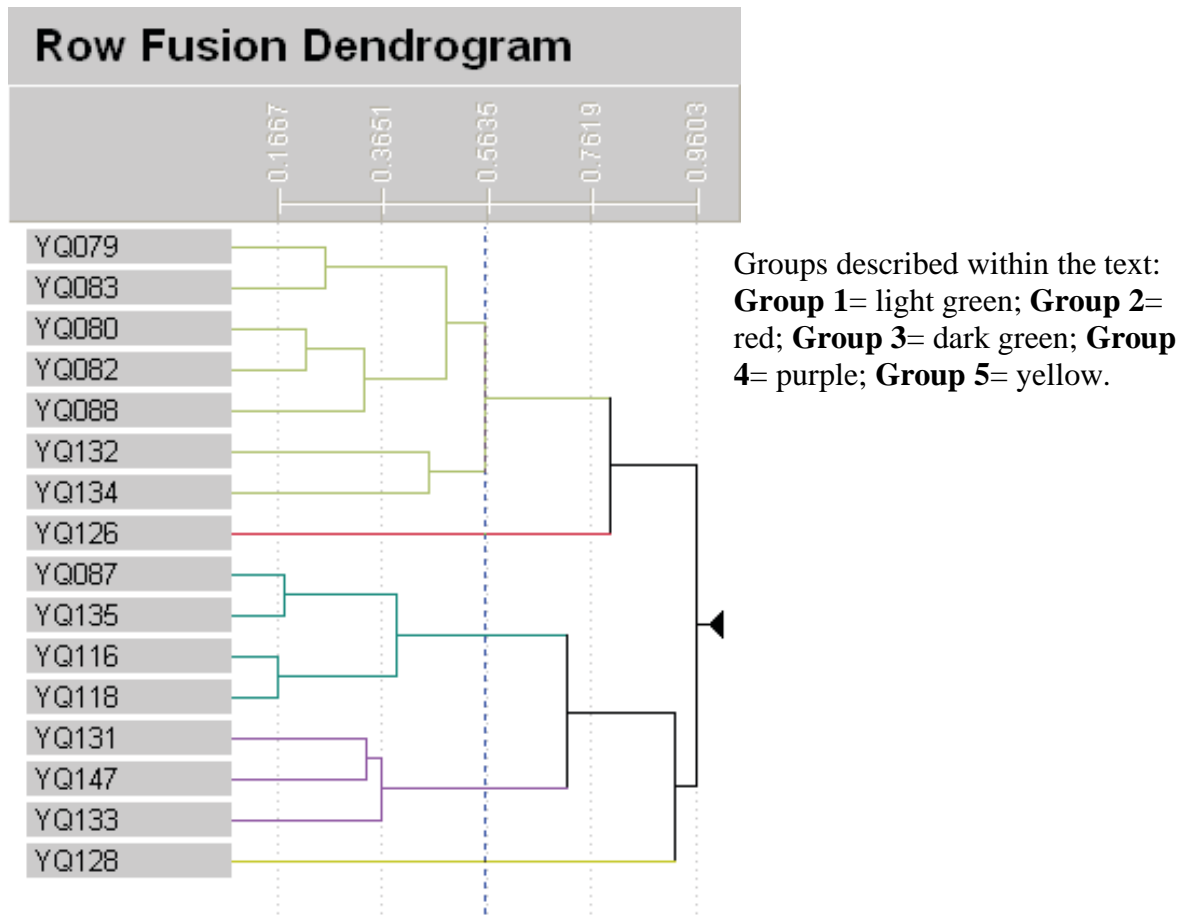 Row Fusion Dendrogram
0.1667
0.3651
0.5635
0.7619
0.9603
YQ079
YQ083
YQ080
YQ082
YQ088
YQ132
YQ134
YQ126
YQ087
YQ135
YQ116
YQ118
YQ131
YQ147
YQ133
YQ128
Groups described within the text:
Group 1= light green; Group 2=
red; Group 3= dark green; Group
4= purple; Group 5= yellow.